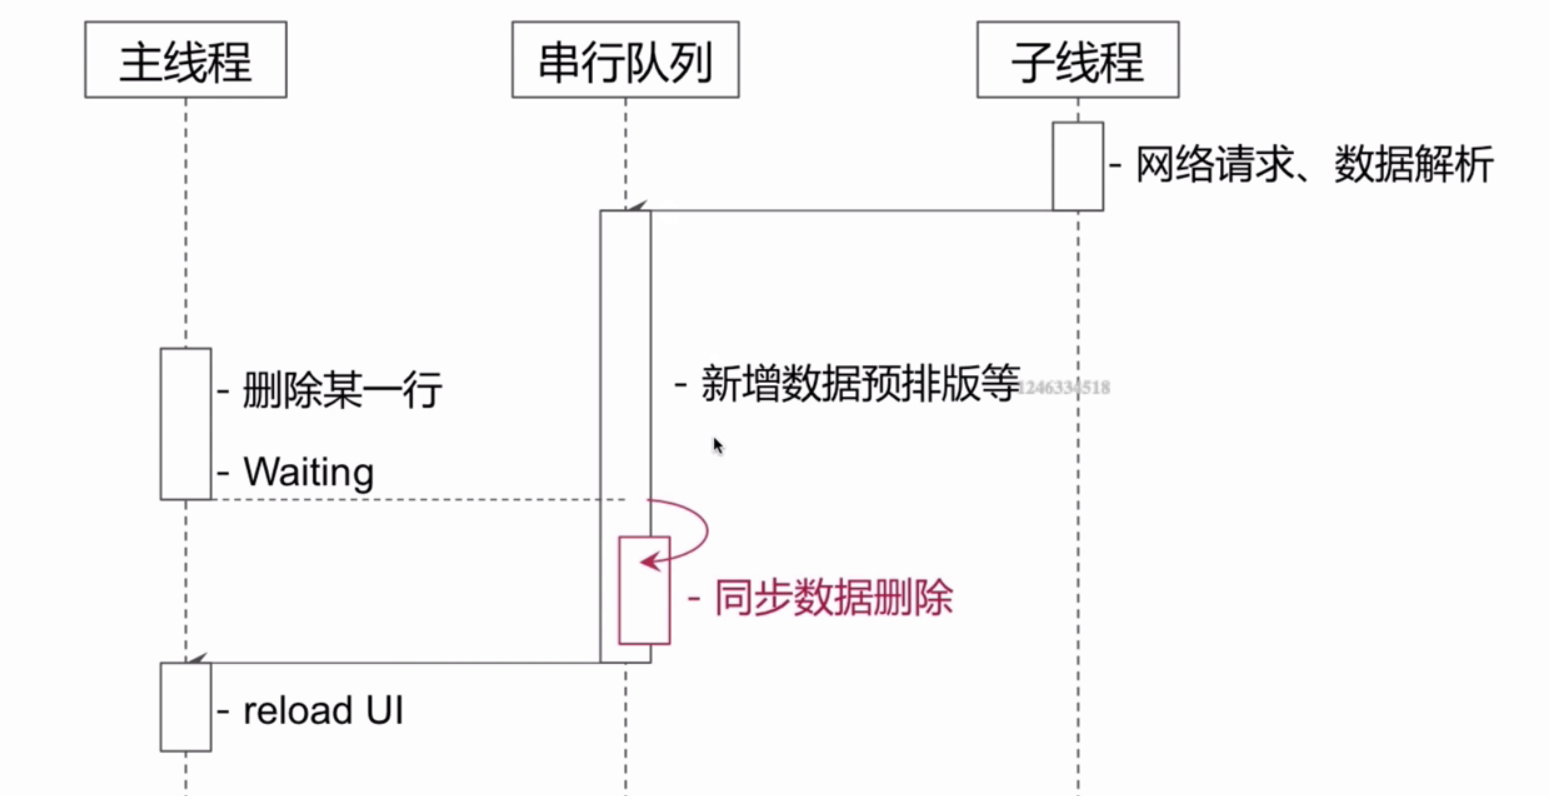 主线程
串行队列
子线程
- 网络请求、数据解析
- 删除某一行
- 新增数据预排版等
1246334518
- Waiting
- 同步数据删除
- reload UI